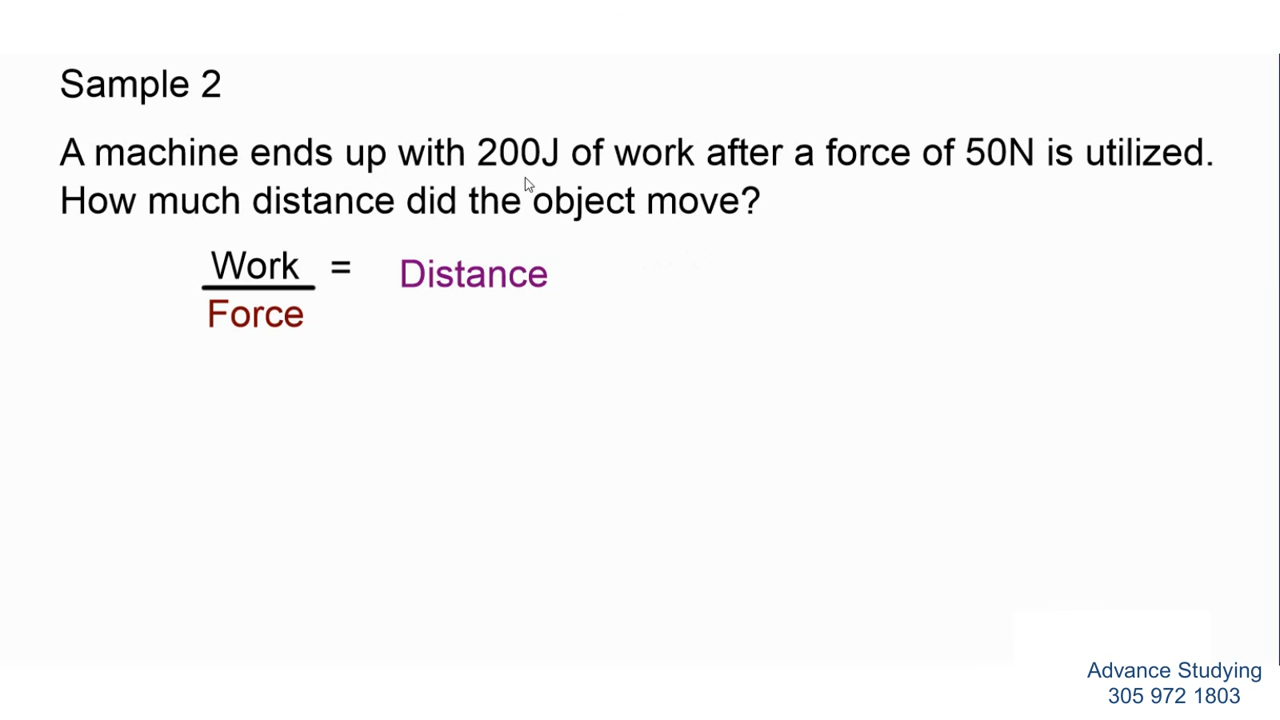 Sample 2
A machine ends up with 200J of work after a force of 50N is utilized.
How much distance did the object move?
Work = Distance
Force
Advance Studying
305 972 1803